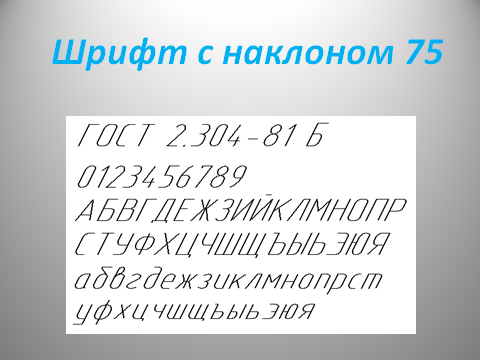 Шрифт с наклоном 75
ГОСТ 2.304-81 Б
0123456789
АБВГДЕЖЗИЙКЛМНОПР
СТУФХЦЧШЩЪЫЬЭЮЯ
абвгдежзиклмнопрст
уфхцчшщъыьэюя